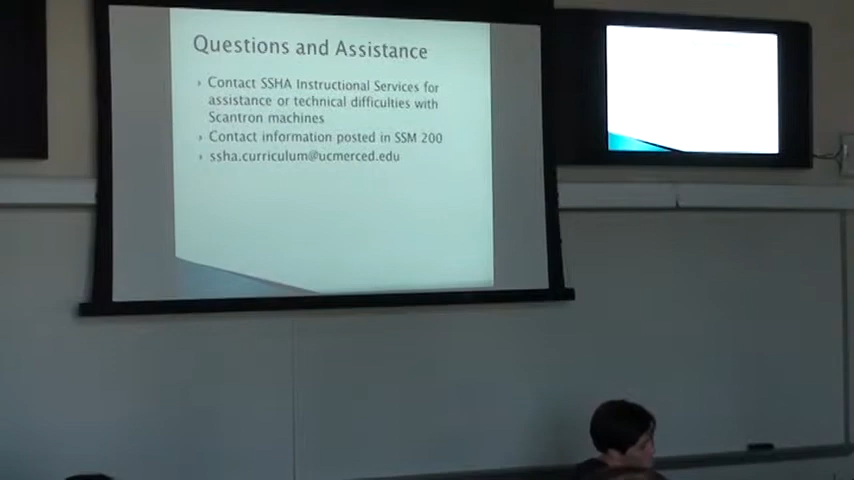 Questions and Assistance
Contact SSHA Instructional Services for
assistance or technical difficulties with
Scantron machines
Contact information posted in SSM 200
ssha.curriculum@ucmerced.edu